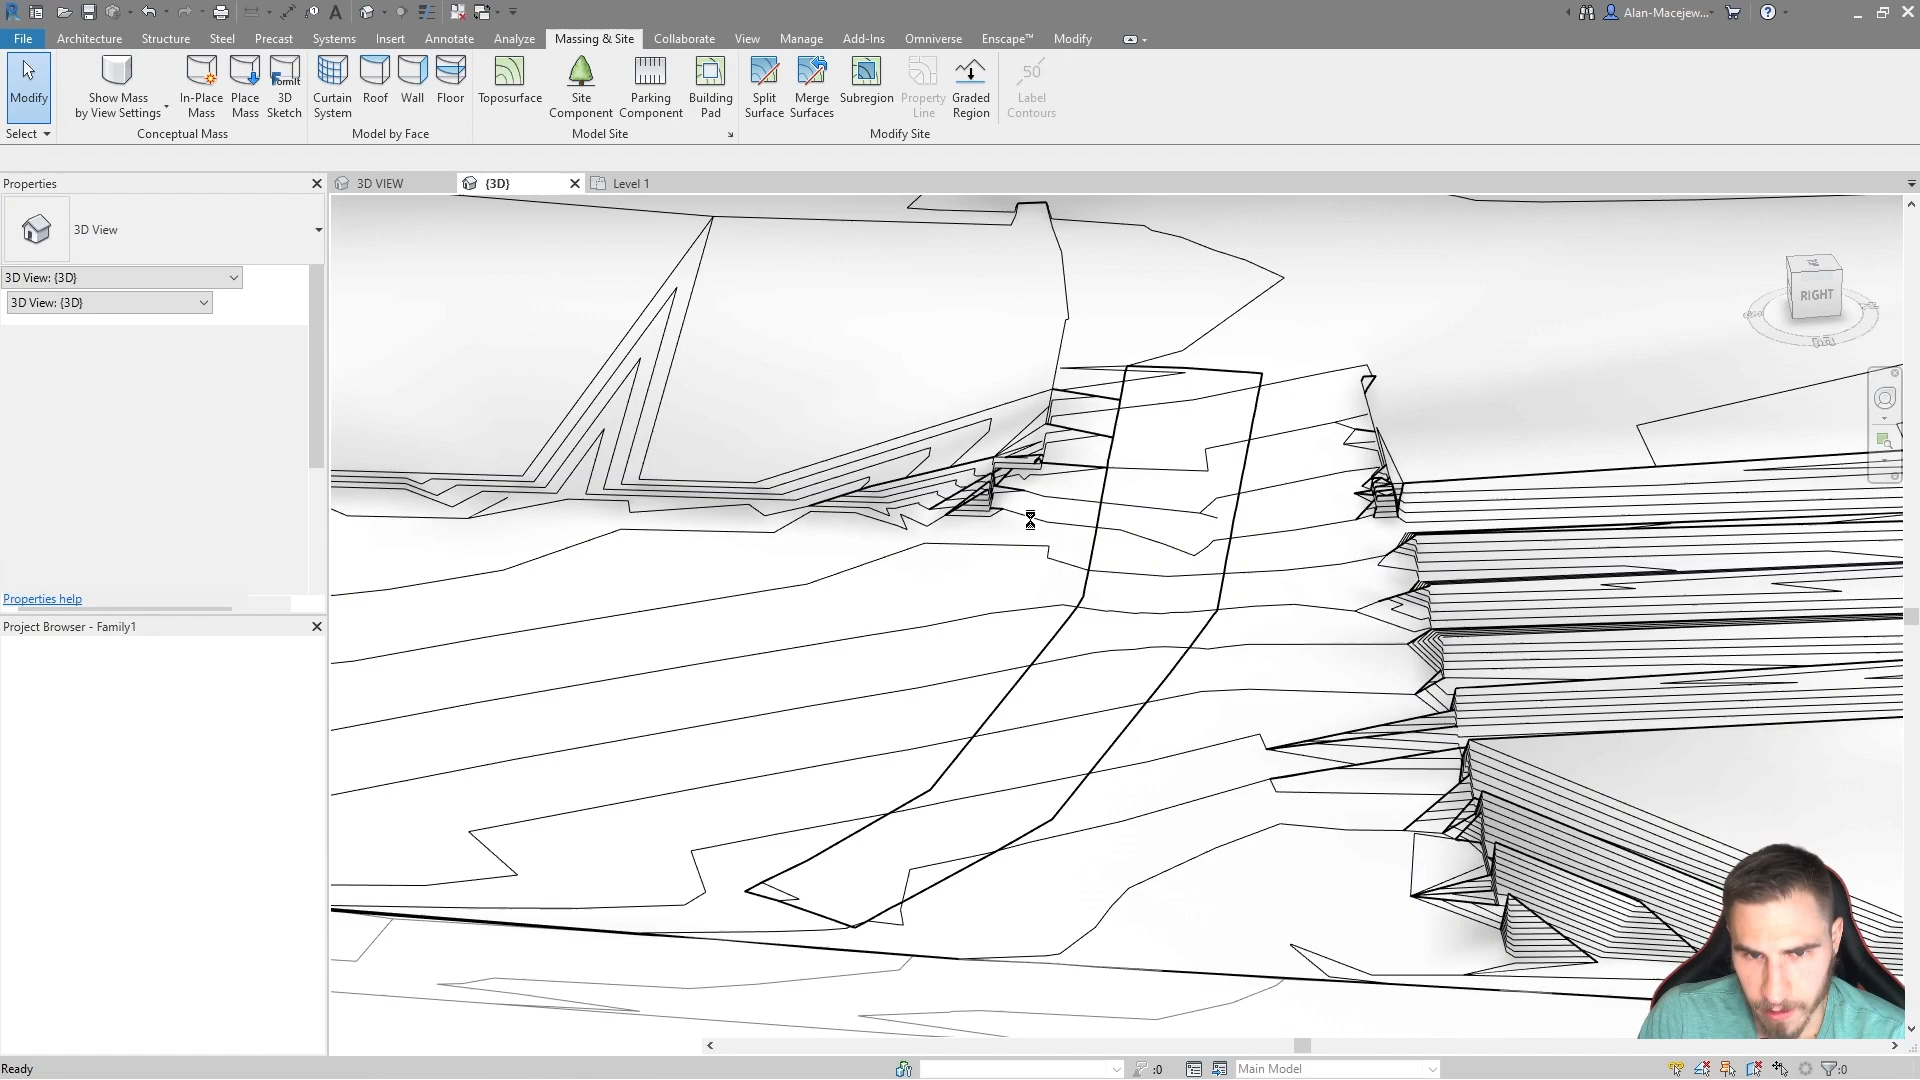 Alan-Macejew...
File Architecture Structure Steel Precast Systems Insert Annotate Analyze Massing & Site Collaborate View Manage Add-Ins Omniverse Enscape™ Modify
Modify
Show Mass
by View Settings
In-Place
Mass
Place
Mass
FormIt
3D
Sketch
Curtain
System
Roof
Wall
Floor
Toposurface
Site
Component
Parking
Component
Building
Pad
Split
Surface
Merge
Surfaces
Subregion
Property
Line
Graded
Region
50
Label
Contours
Select
Conceptual Mass
Model by Face
Model Site
Modify Site
Properties
3D VIEW
{3D}
Level 1
3D View
3D View: {3D}
3D View: {3D}
RIGHT
Properties help
Project Browser - Family1
Ready
:0
Main Model
:0